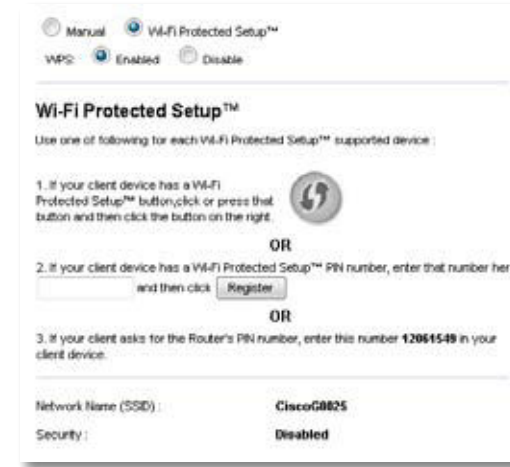 Manual Wi-Fi Protected Setup™
WPS: Enabled Disable
Wi-Fi Protected Setup™
Use one of following for each Wi-Fi Protected Setup™ supported device :
1. If your client device has a Wi-Fi
Protected Setup™ button,click or press that
button and then click the button on the right.
OR
2. If your client device has a Wi-Fi Protected Setup™ PIN number, enter that number her
and then click Register
OR
3. If your client asks for the Router's PIN number, enter this number 12061549 in your
client device.
Network Name (SSID) : CiscoG0025
Security : Disabled